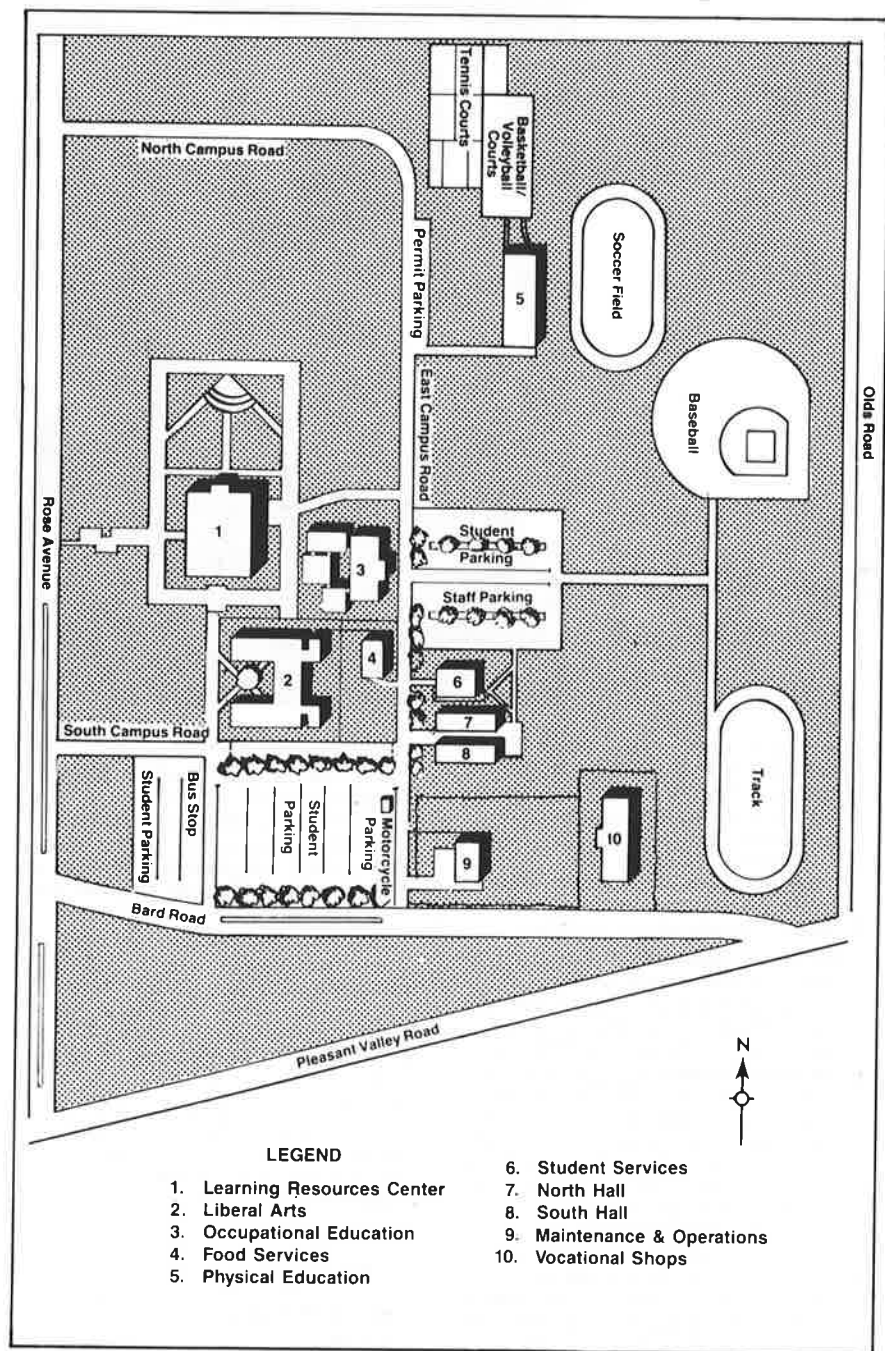 Tennis Courts
Basketball/
Volleyball
Courts
North Campus Road
Permit Parking
Soccer Field
5
East Campus Road
Baseball
Olds Road
Rose Avenue
1
Student
Parking
3
Staff Parking
4
6
2
7
South Campus Road
8
Track
Bus Stop
Student Parking
Student
Parking
Motorcycle
Parking
9
10
Bard Road
Pleasant Valley Road
N
LEGEND
1. Learning Resources Center
2. Liberal Arts
3. Occupational Education
4. Food Services
5. Physical Education
6. Student Services
7. North Hall
8. South Hall
9. Maintenance & Operations
10. Vocational Shops